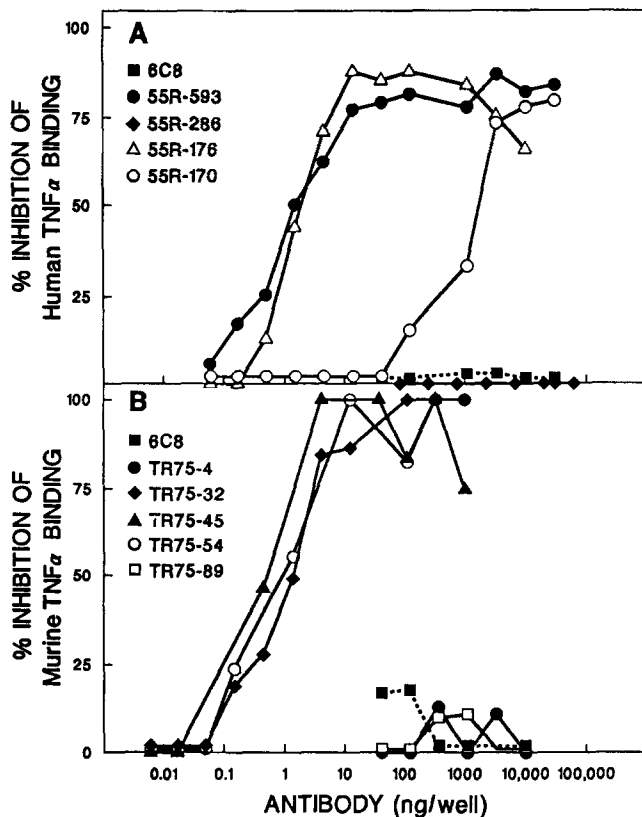 A
6C8
55R-593
55R-286
55R-176
55R-170
% INHIBITION OF
Human TNFα BINDING
100
75
50
25
B
6C8
TR75-4
TR75-32
TR75-45
TR75-54
TR75-89
% INHIBITION OF
Murine TNFα BINDING
100
75
50
25
0
0.01
0.1
1
10
100
1000
10,000
100,000
ANTIBODY (ng/well)